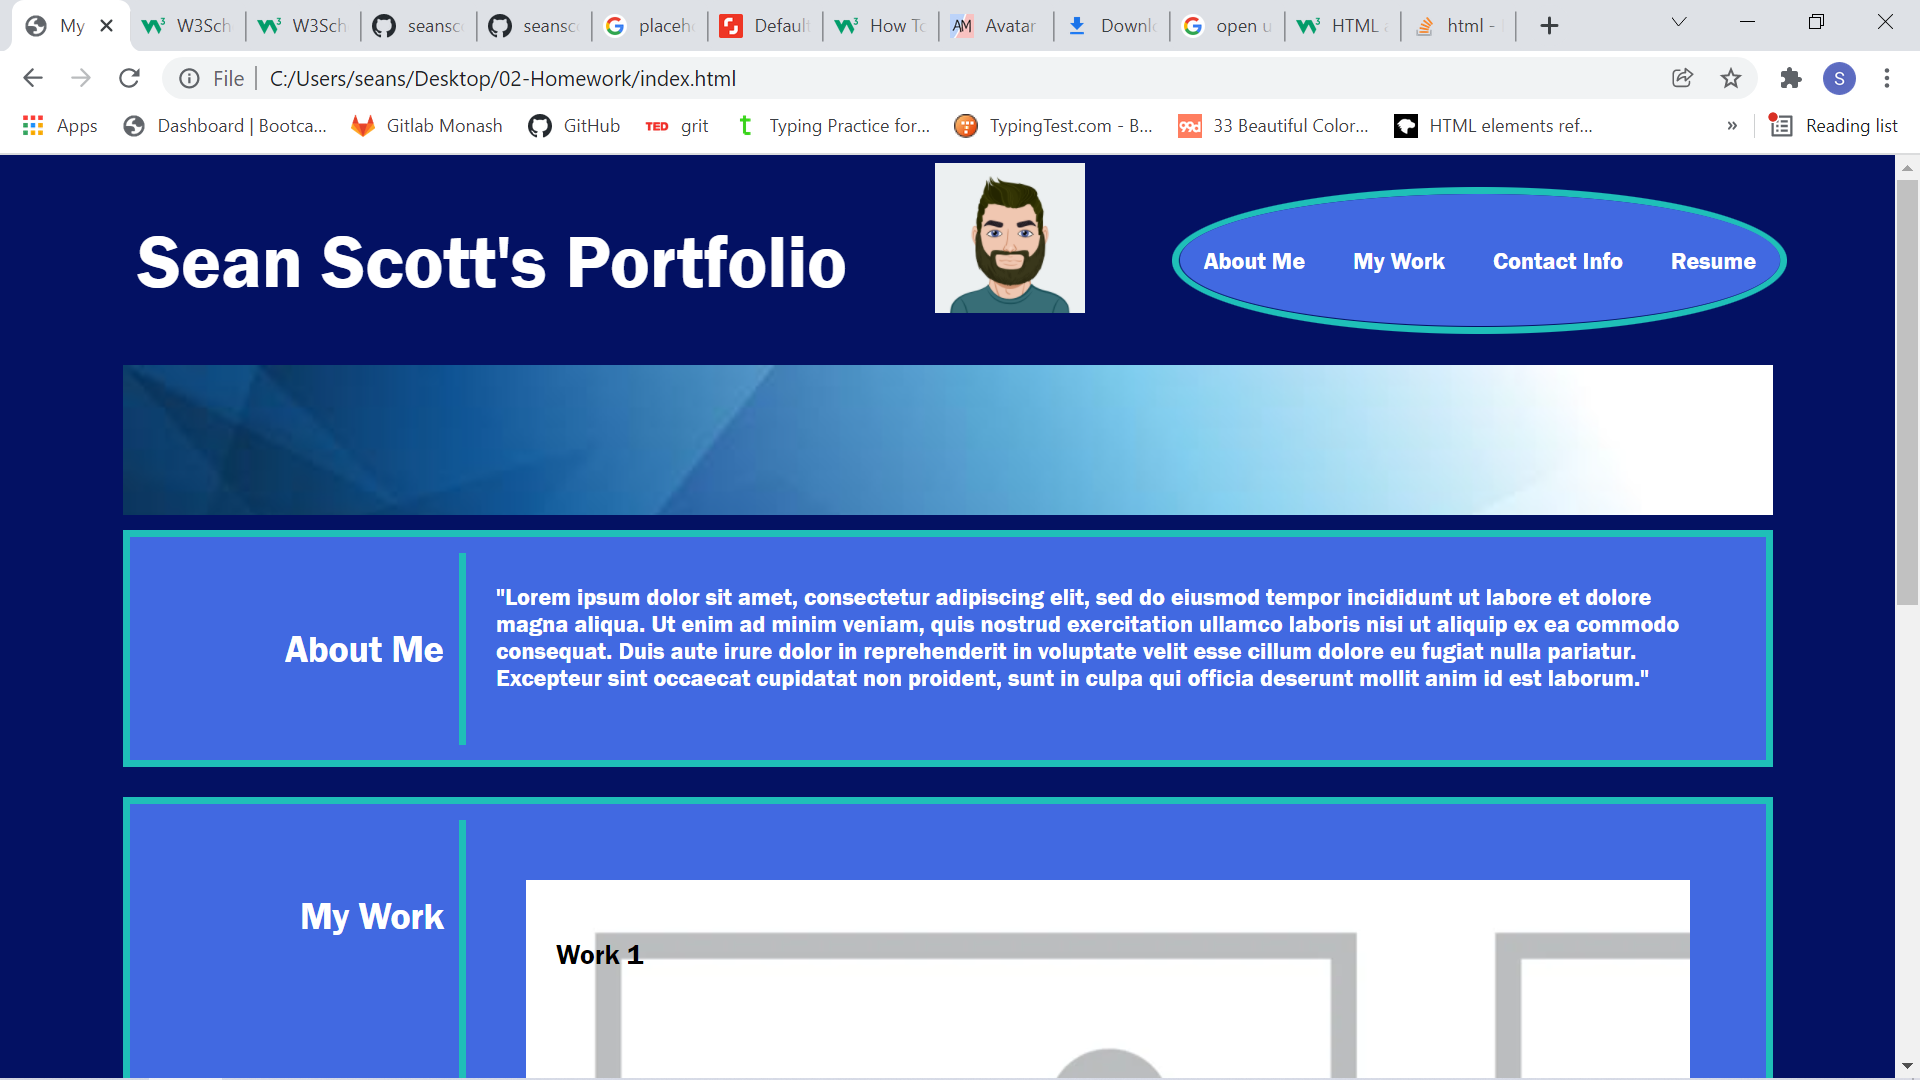 My W3Sch W3Sch seansc seansc placeh Default How To AM Avatar Downl open u HTML html -
File C:/Users/seans/Desktop/02-Homework/index.html S
Apps Dashboard | Bootca... Gitlab Monash GitHub TED grit t Typing Practice for... TypingTest.com - B... 99d 33 Beautiful Color... HTML elements ref... » Reading list
Sean Scott's Portfolio
About Me My Work Contact Info Resume
About Me
"Lorem ipsum dolor sit amet, consectetur adipiscing elit, sed do eiusmod tempor incididunt ut labore et dolore
magna aliqua. Ut enim ad minim veniam, quis nostrud exercitation ullamco laboris nisi ut aliquip ex ea commodo
consequat. Duis aute irure dolor in reprehenderit in voluptate velit esse cillum dolore eu fugiat nulla pariatur.
Excepteur sint occaecat cupidatat non proident, sunt in culpa qui officia deserunt mollit anim id est laborum."
My Work
Work 1